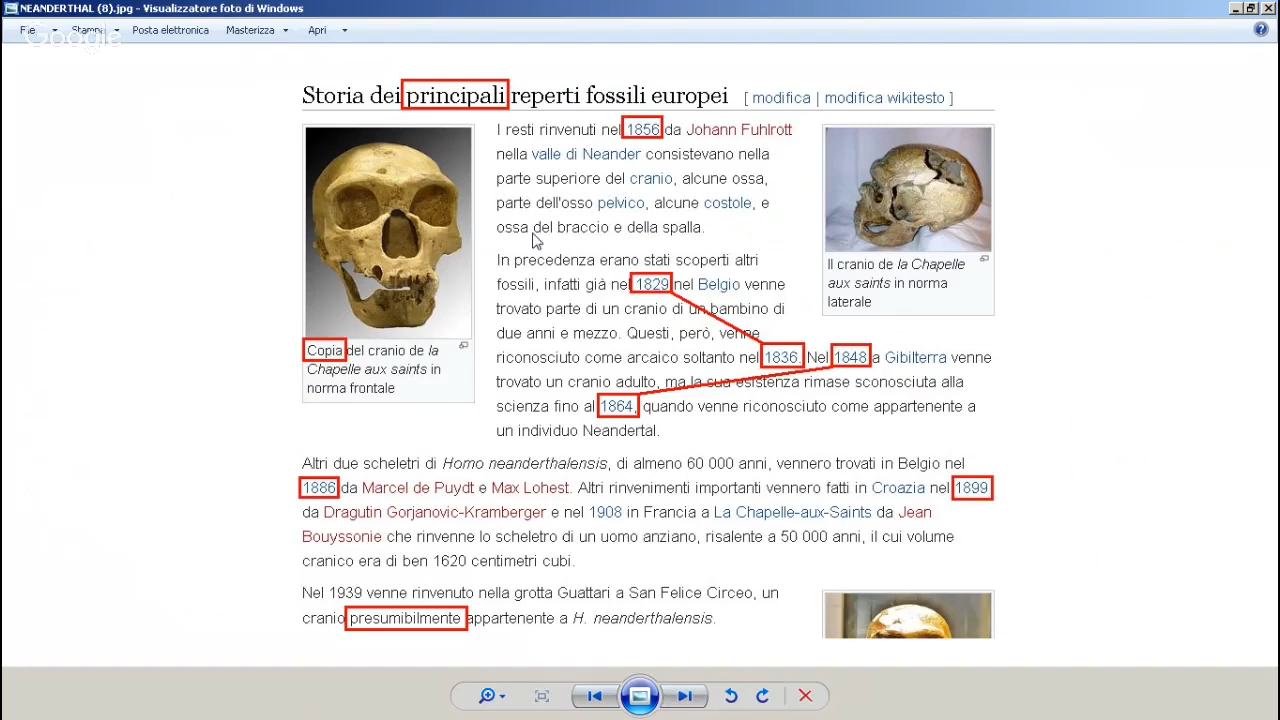 NEANDERTHAL (8).jpg - Visualizzatore foto di Windows
File Stampa Posta elettronica Masterizza Apri
Google
Storia dei principali reperti fossili europei [ modifica | modifica wikitesto ]
I resti rinvenuti nel 1856 da Johann Fuhlrott
nella valle di Neander consistevano nella
parte superiore del cranio, alcune ossa,
parte dell'osso pelvico, alcune costole, e
ossa del braccio e della spalla.
In precedenza erano stati scoperti altri
fossili, infatti già nel 1829 nel Belgio venne
trovato parte di un cranio di un bambino di
due anni e mezzo. Questi, però, venne
riconosciuto come arcaico soltanto nel 1836. Nel 1848 a Gibilterra venne
trovato un cranio adulto, ma la sua esistenza rimase sconosciuta alla
scienza fino al 1864, quando venne riconosciuto come appartenente a
un individuo Neandertal.
Copia del cranio de la
Chapelle aux saints in
norma frontale
Il cranio de la Chapelle
aux saints in norma
laterale
Altri due scheletri di Homo neanderthalensis, di almeno 60 000 anni, vennero trovati in Belgio nel
1886 da Marcel de Puydt e Max Lohest. Altri rinvenimenti importanti vennero fatti in Croazia nel 1899
da Dragutin Gorjanovic-Kramberger e nel 1908 in Francia a La Chapelle-aux-Saints da Jean
Bouyssonie che rinvenne lo scheletro di un uomo anziano, risalente a 50 000 anni, il cui volume
cranico era di ben 1620 centimetri cubi.
Nel 1939 venne rinvenuto nella grotta Guattari a San Felice Circeo, un
cranio presumibilmente appartenente a H. neanderthalensis.